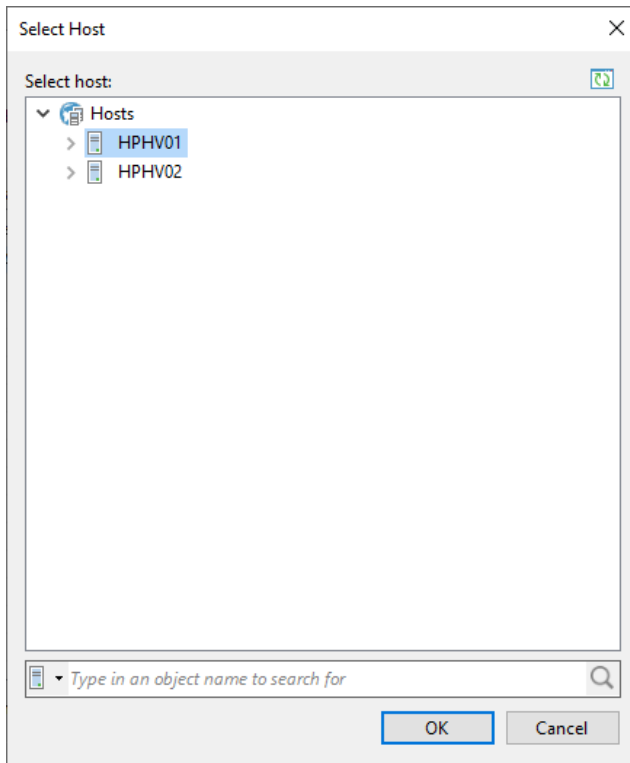 Select Host
Select host:
Hosts
HPHV01
HPHV02
Type in an object name to search for
OK
Cancel